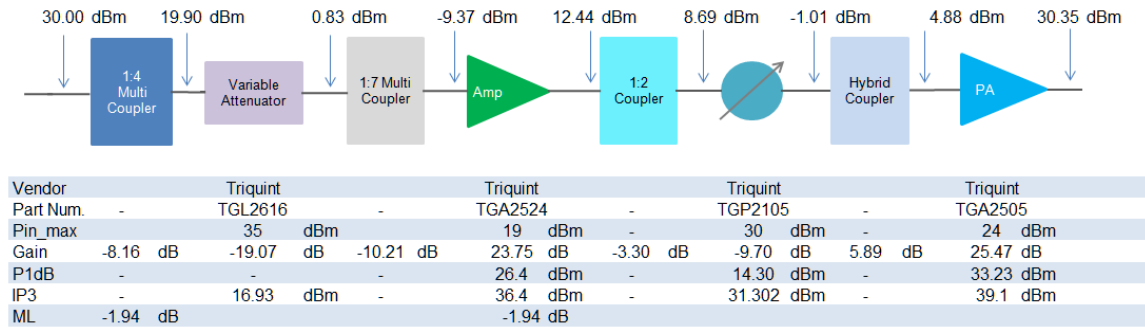 30.00 dBm 19.90 dBm 0.83 dBm -9.37 dBm 12.44 dBm 8.69 dBm -1.01 dBm 4.88 dBm 30.35 dBm
1:4
Multi
Coupler
Variable
Attenuator
1:7 Multi
Coupler
Amp
1:2
Coupler
Hybrid
Coupler
PA
Vendor Triquint Triquint Triquint Triquint
Part Num. - TGL2616 - TGA2524 - TGP2105 - TGA2505
Pin_max 35 dBm - 19 dBm - 30 dBm - 24 dBm
Gain -8.16 dB -19.07 dB -10.21 dB 23.75 dB -3.30 dB -9.70 dB 5.89 dB 25.47 dB
P1dB - - - 26.4 dBm - 14.30 dBm - 33.23 dBm
IP3 - 16.93 dBm - 36.4 dBm - 31.302 dBm - 39.1 dBm
ML -1.94 dB -1.94 dB